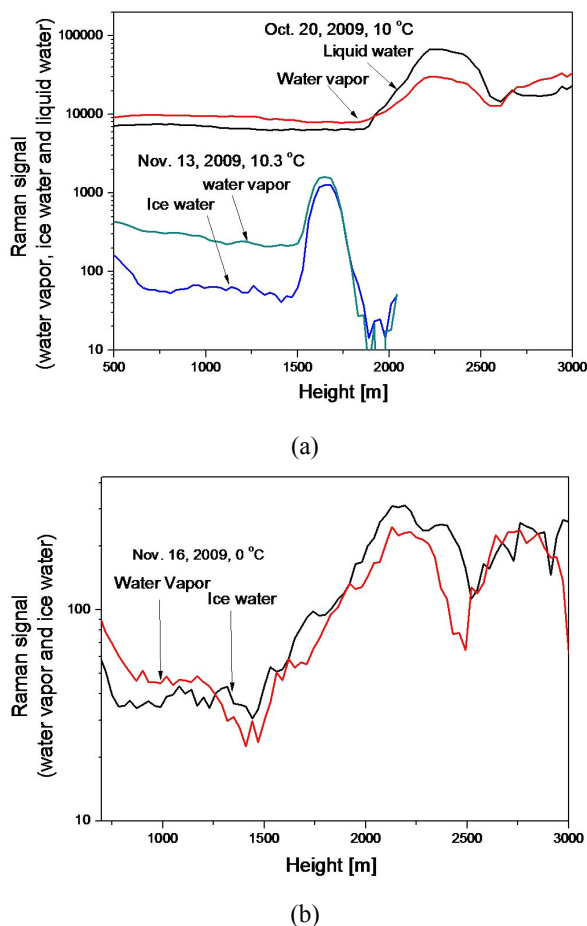 Oct. 20, 2009, 10 °C
Liquid water
Water vapor
Nov. 13, 2009, 10.3 °C
water vapor
Ice water
Raman signal
(water vapor, ice water and liquid water)
100000
10000
1000
100
10
500
1000
1500
2000
2500
3000
Height [m]
(a)
Nov. 16, 2009, 0 °C
Water Vapor
Ice water
Raman signal
(water vapor and ice water)
100
10
1000
1500
2000
2500
3000
Height [m]
(b)